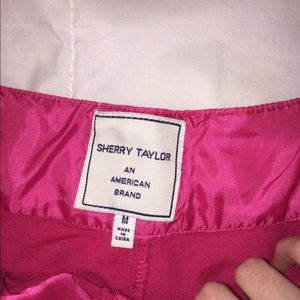 SHERRY TAYLOR
AN
AMERICAN
BRAND
M
MADE IN
CHINA